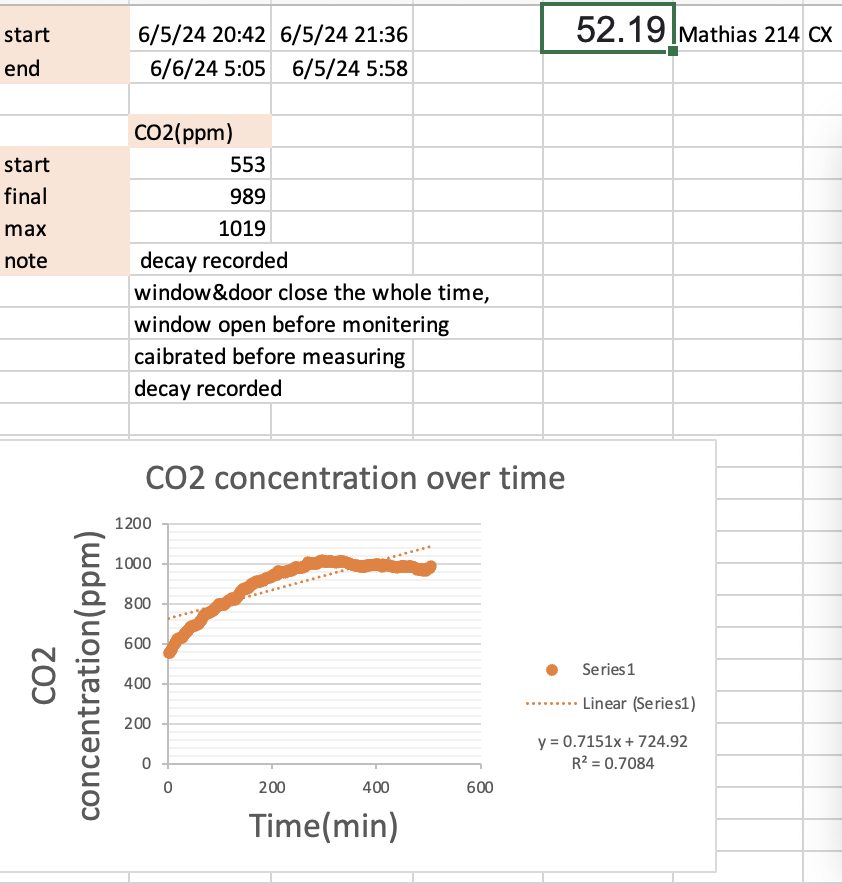 start 6/5/24 20:42 6/5/24 21:36 52.19 Mathias 214 CX
end 6/6/24 5:05 6/5/24 5:58
CO2(ppm)
start 553
final 989
max 1019
note decay recorded
window&door close the whole time,
window open before monitering
caibrated before measuring
decay recorded
CO2 concentration over time
CO2
concentration(ppm)
1200
1000
800
600
400
200
0
0 200 400 600
Time(min)
Series1
Linear (Series1)
y = 0.7151x + 724.92
R² = 0.7084